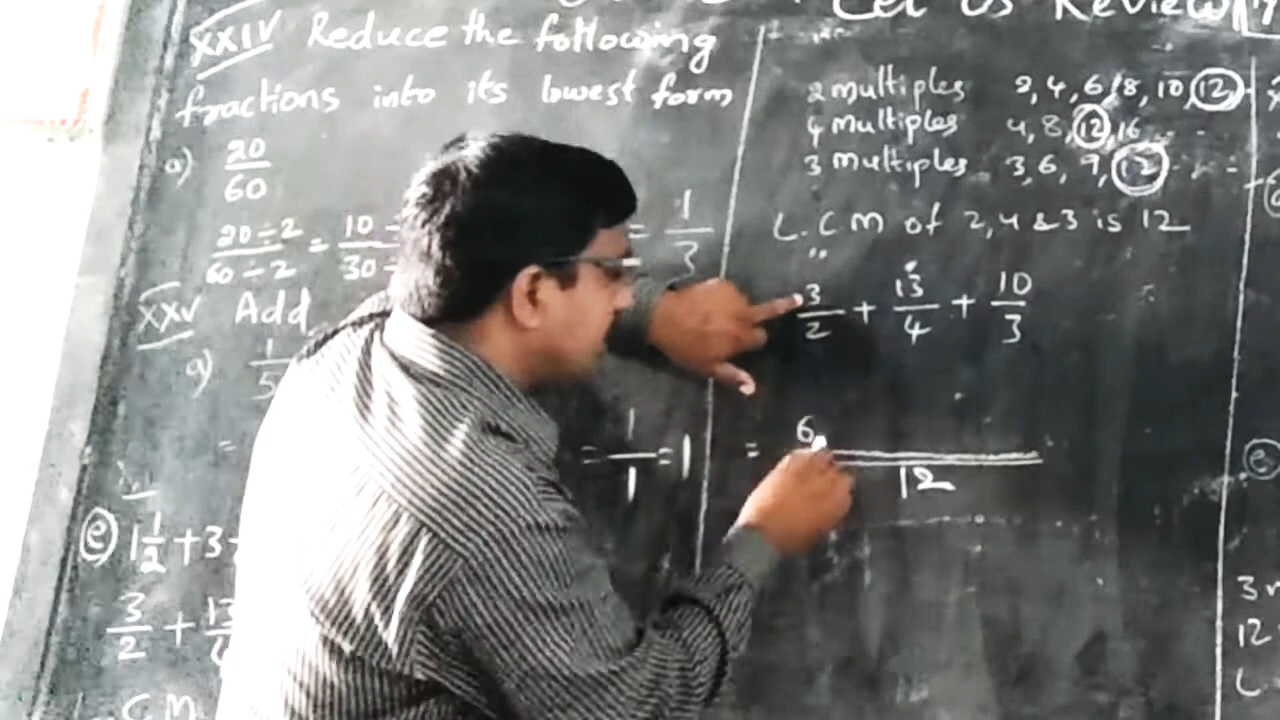 Let Us Review
XXIV Reduce the following
fractions into its lowest form
a) 20/60
20÷2/60÷2 = 10÷/30÷ = 1/3
XXV Add
a) 1/5
= = 1/1 = 1
e) 1 1/2 + 3
3/2 + 13/4
L.C.M
2 multiples 2, 4, 6, 8, 10, 12
4 multiples 4, 8, 12, 16
3 multiples 3, 6, 9, 12
L.C.M of 2, 4 & 3 is 12
3/2 + 13/4 + 10/3
= 6/12
e)
3
12
L